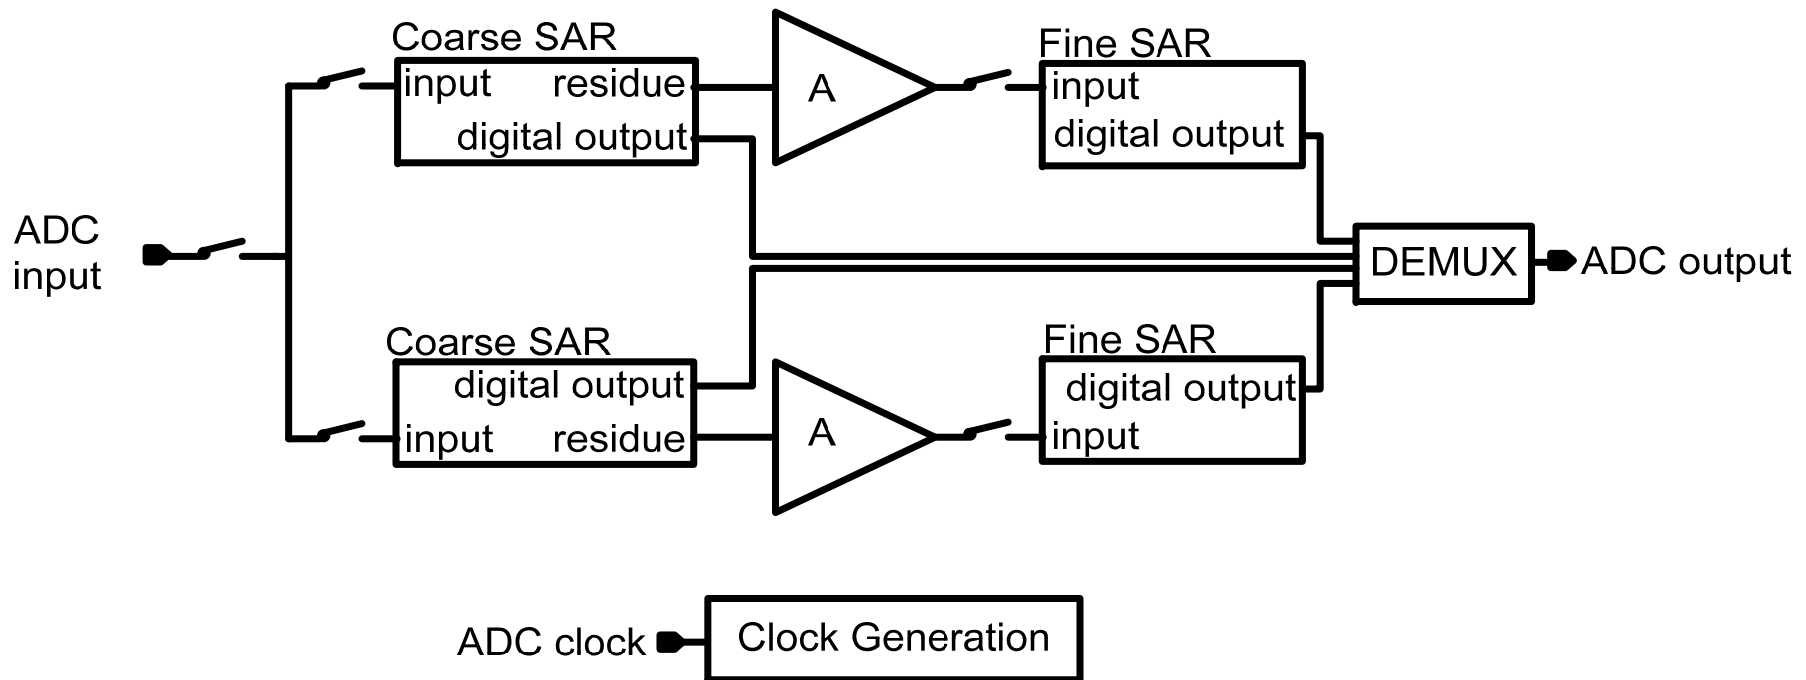 Coarse SAR
input residue
digital output
A
Fine SAR
input
digital output
ADC
input
DEMUX
ADC output
Coarse SAR
digital output
input residue
A
Fine SAR
digital output
input
ADC clock
Clock Generation